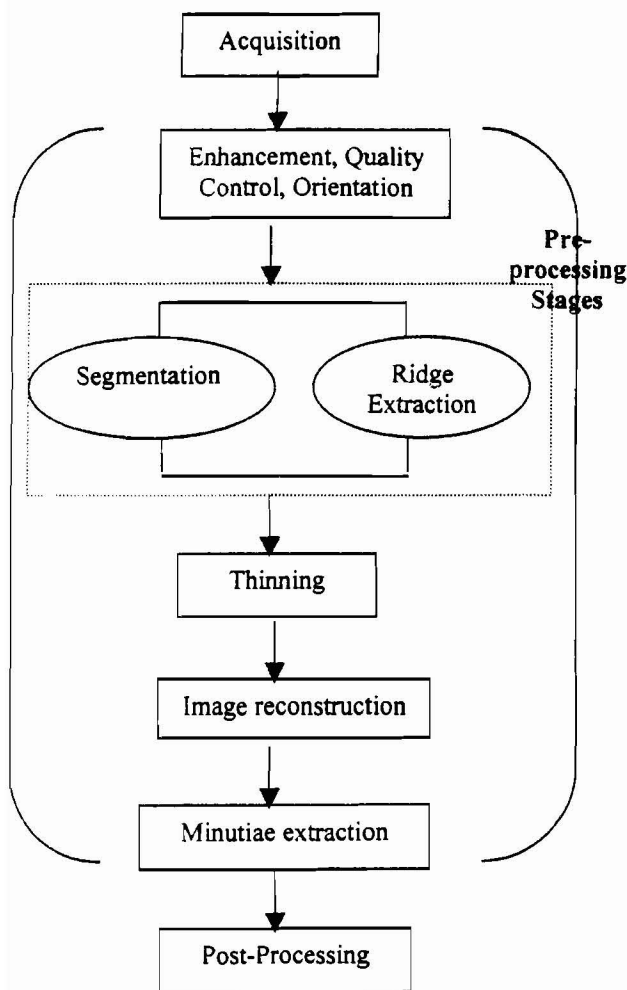 Acquisition
Enhancement, Quality
Control, Orientation
Pre-
processing
Stages
Segmentation
Ridge
Extraction
Thinning
Image reconstruction
Minutiae extraction
Post-Processing